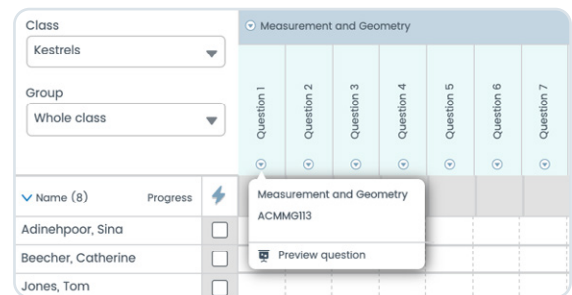 Class
Kestrels
Group
Whole class
Measurement and Geometry
Question 1
Question 2
Question 3
Question 4
Question 5
Question 6
Question 7
Name (8) Progress
Measurement and Geometry
ACMMG113
Preview question
Adinehpoor, Sina
Beecher, Catherine
Jones, Tom